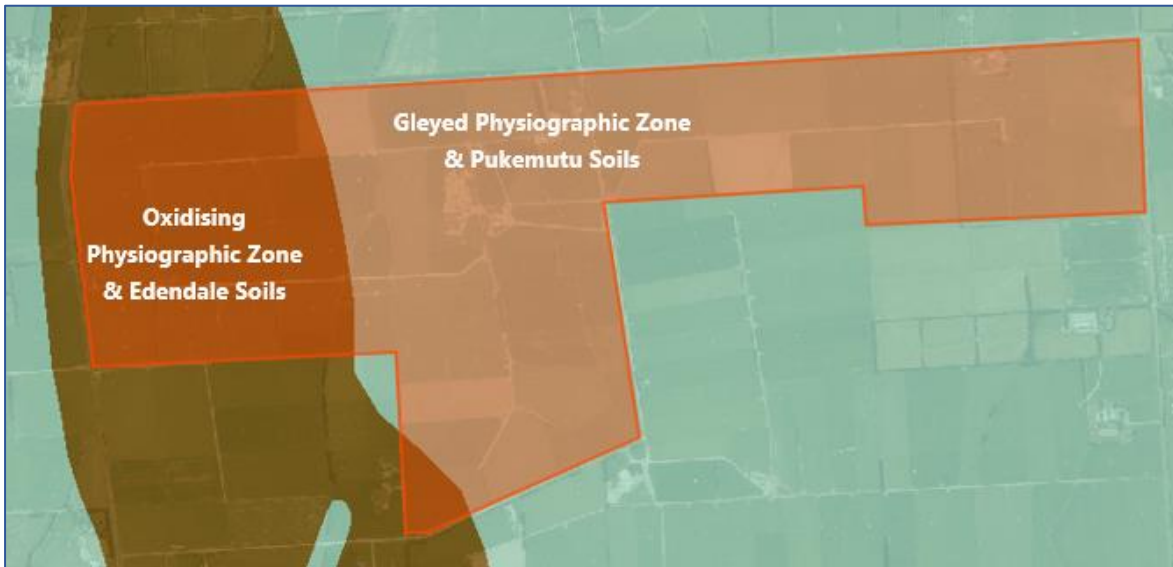 Gleyed Physiographic Zone
& Pukemutu Soils
Oxidising
Physiographic Zone
& Edendale Soils